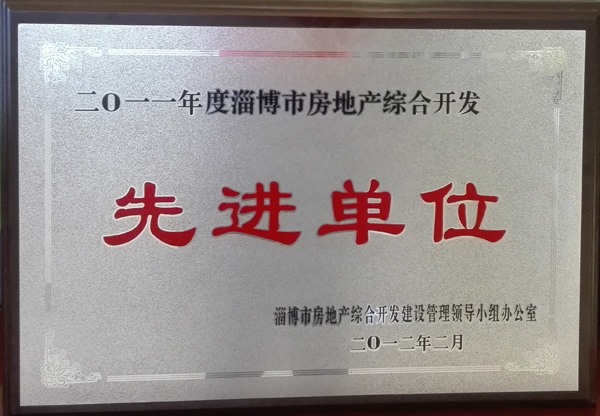 二O一一年度淄博市房地产综合开发
先进单位
淄博市房地产综合开发建设管理领导小组办公室
二O一二年二月